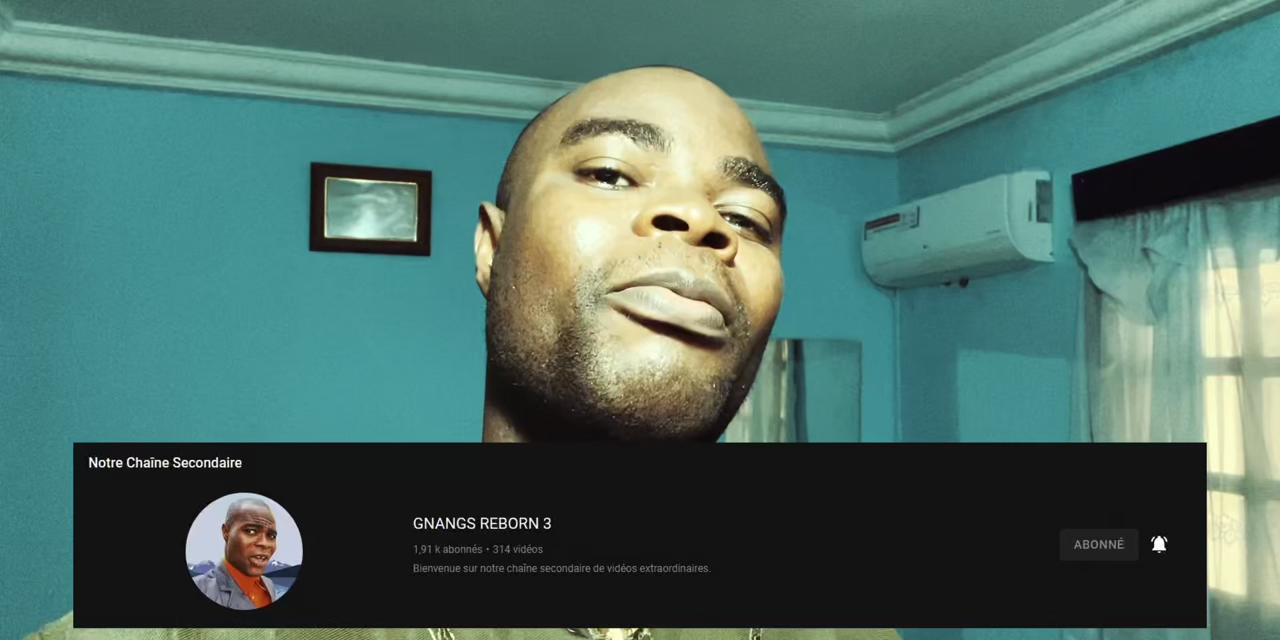 Notre Chaîne Secondaire
GNANGS REBORN 3
1,91 k abonnés • 314 vidéos
Bienvenue sur notre chaîne secondaire de vidéos extraordinaires.
ABONNÉ